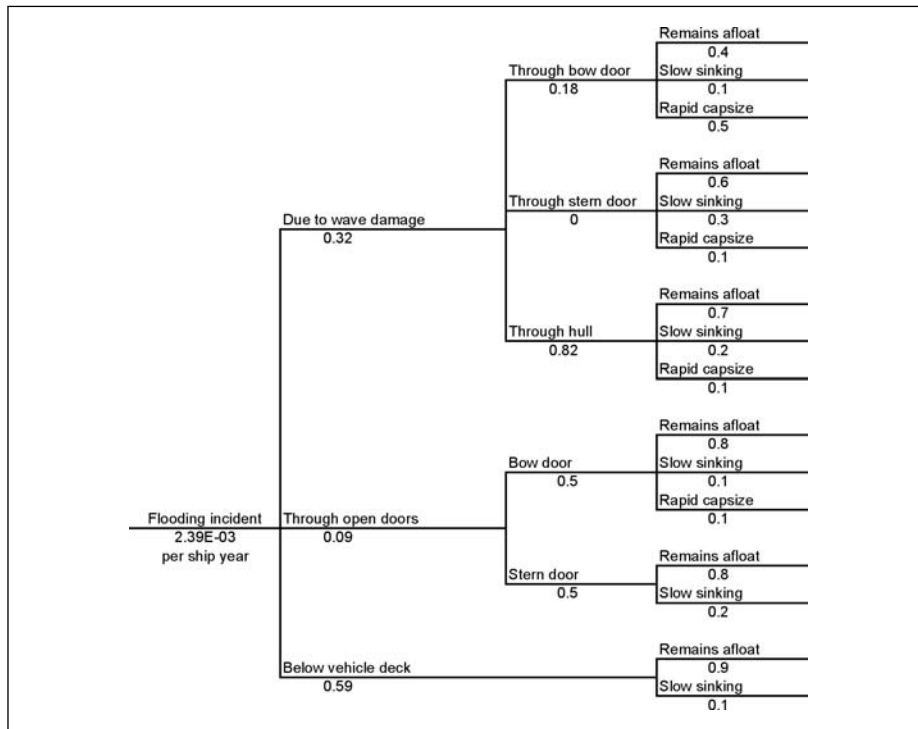 Remains afloat
0.4
Slow sinking
Through bow door
0.1
0.18
Rapid capsize
0.5
Remains afloat
0.6
Slow sinking
Through stern door
0.3
0
Rapid capsize
0.1
Due to wave damage
0.32
Remains afloat
0.7
Slow sinking
Through hull
0.2
0.82
Rapid capsize
0.1
Remains afloat
0.8
Slow sinking
Bow door
0.1
0.5
Rapid capsize
0.1
Flooding incident
2.39E-03
per ship year
Through open doors
0.09
Remains afloat
0.8
Slow sinking
Stern door
0.2
0.5
Remains afloat
0.9
Slow sinking
0.1
Below vehicle deck
0.59